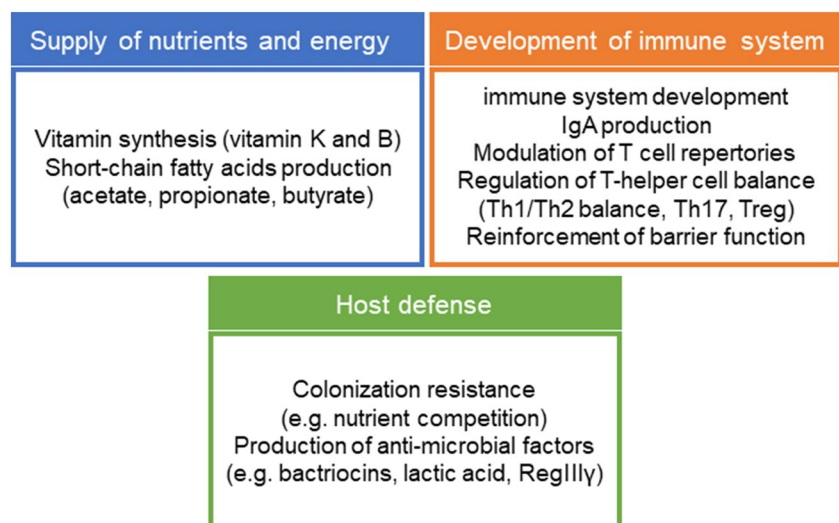 Supply of nutrients and energy
Vitamin synthesis (vitamin K and B)
Short-chain fatty acids production
(acetate, propionate, butyrate)
Development of immune system
immune system development
IgA production
Modulation of T cell repertories
Regulation of T-helper cell balance
(Th1/Th2 balance, Th17, Treg)
Reinforcement of barrier function
Host defense
Colonization resistance
(e.g. nutrient competition)
Production of anti-microbial factors
(e.g. bactriocins, lactic acid, RegIIIγ)